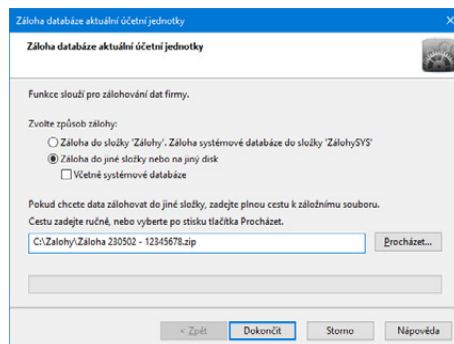 Záloha databáze aktuální účetní jednotky
Záloha databáze aktuální účetní jednotky
Funkce slouží pro zálohování dat firmy.
Zvolte způsob zálohy:
Záloha do složky 'Zálohy'. Záloha systémové databáze do složky 'ZálohySYS'
Záloha do jiné složky nebo na jiný disk
Včetně systémové databáze
Pokud chcete data zálohovat do jiné složky, zadejte plnou cestu k záložnímu souboru.
Cestu zadejte ručně, nebo vyberte po stisku tlačítka Procházet.
C:\Zalohy\Záloha 230502 - 12345678.zip
Procházet...
< Zpět
Dokončit
Storno
Nápověda